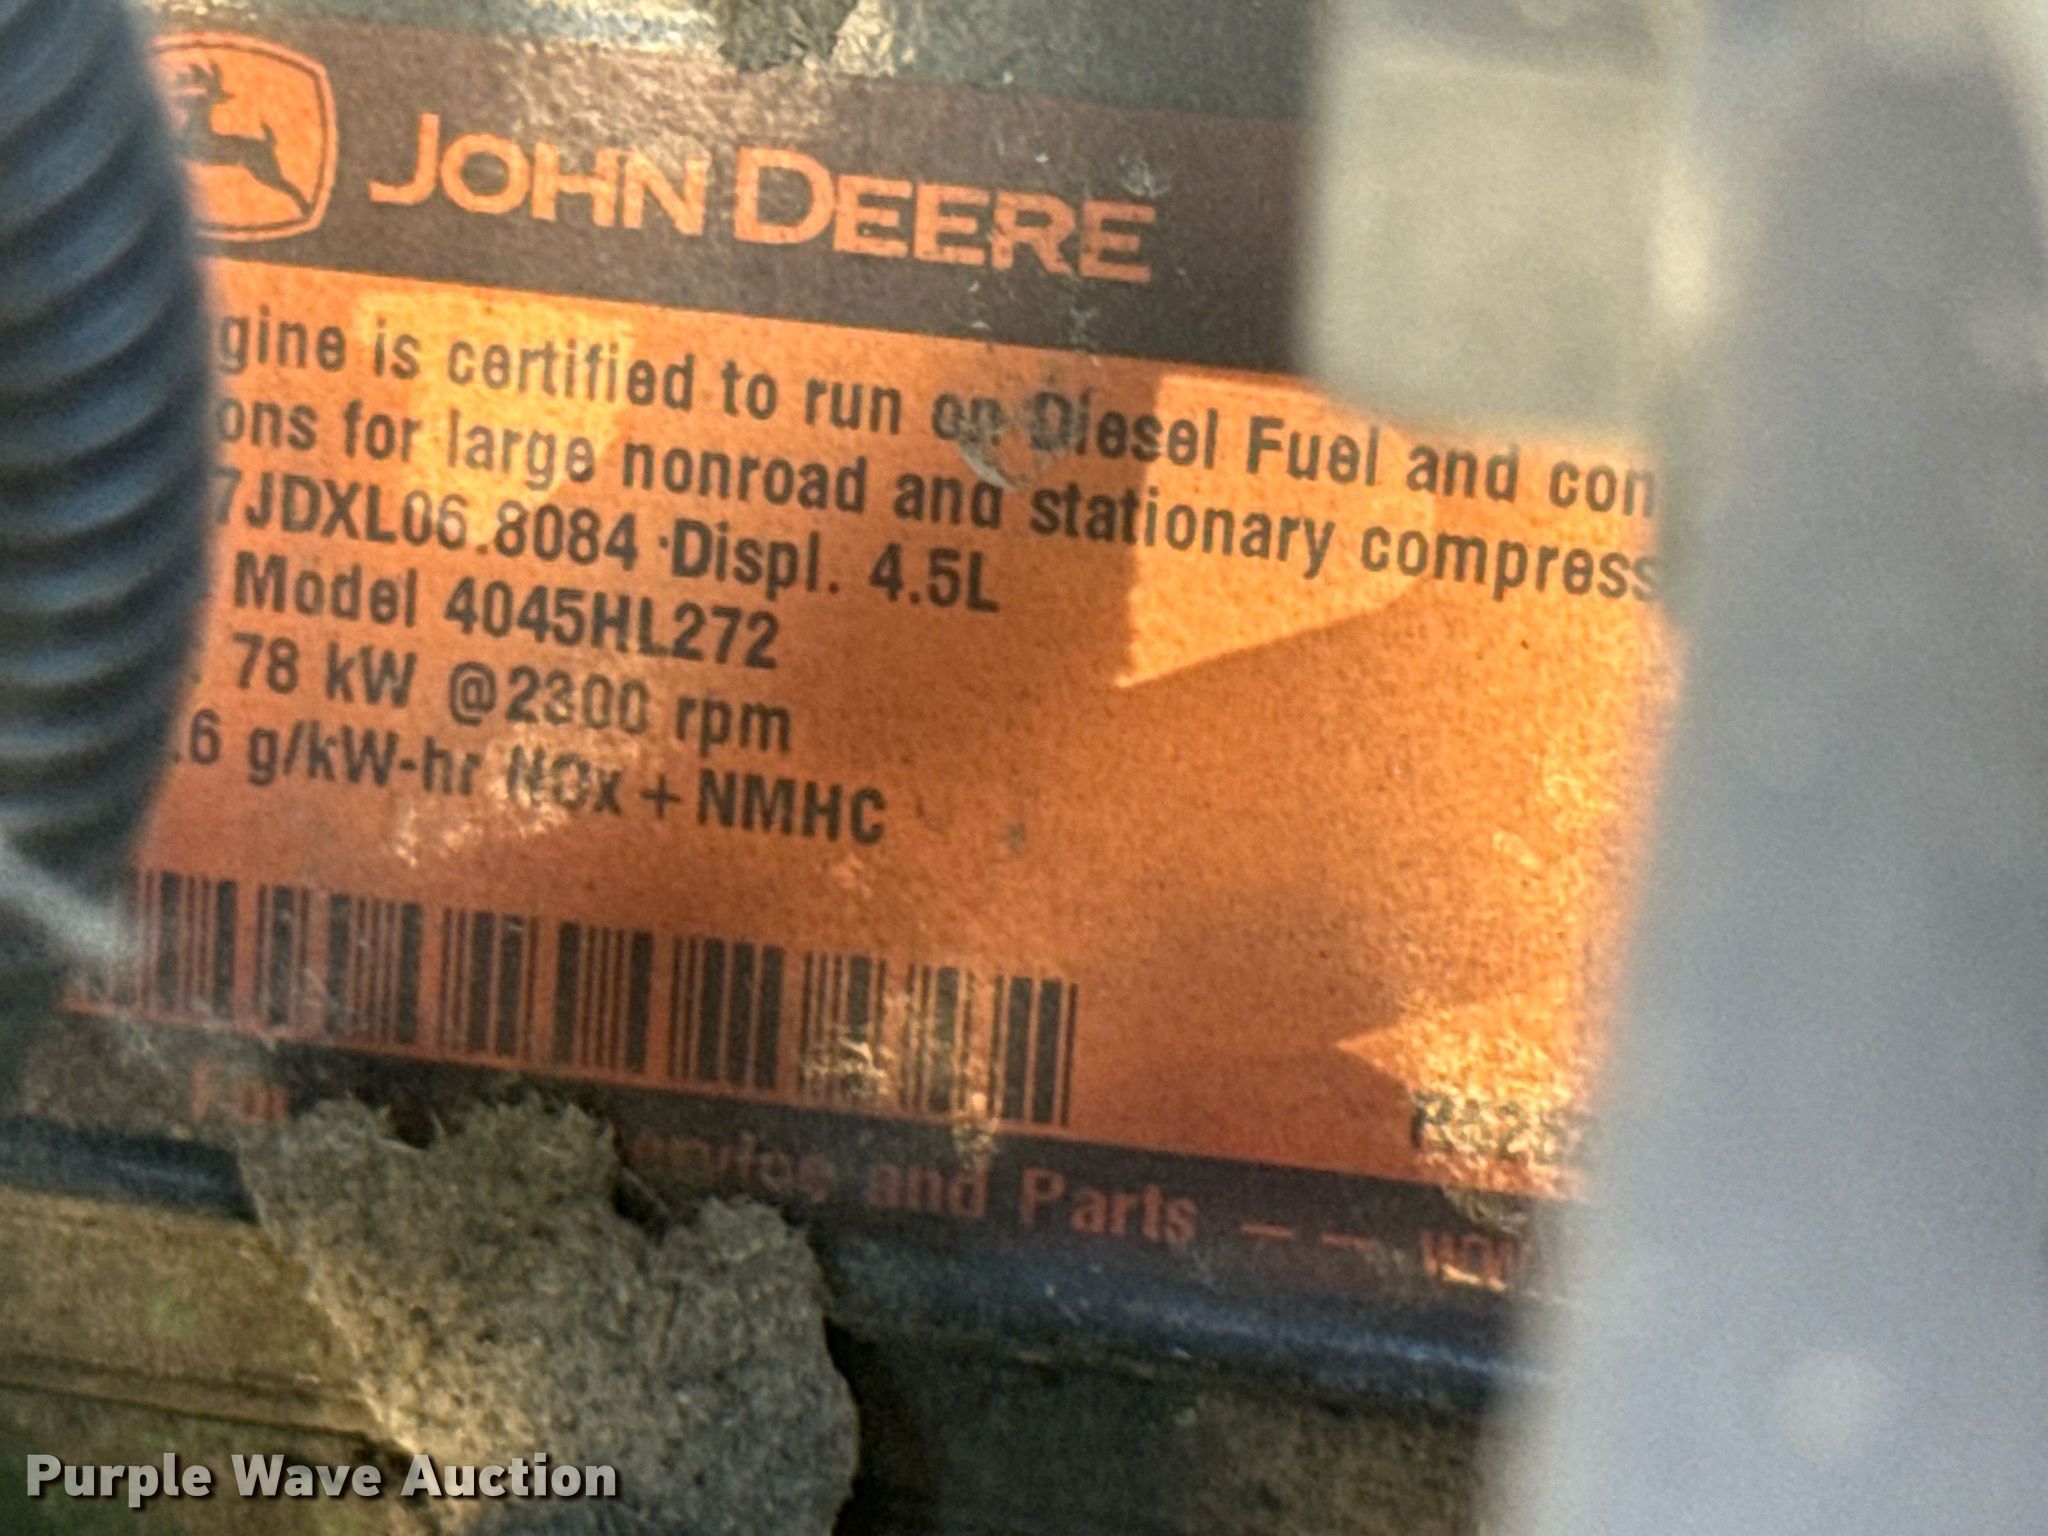 JOHN DEERE
gine is certified to run on Diesel Fuel and con
ons for large nonroad and stationary compress
7JDXL06.8084 Displ. 4.5L
Model 4045HL272
78 kW @2300 rpm
.6 g/kW-hr NOx + NMHC
For
and Parts — —
Purple Wave Auction